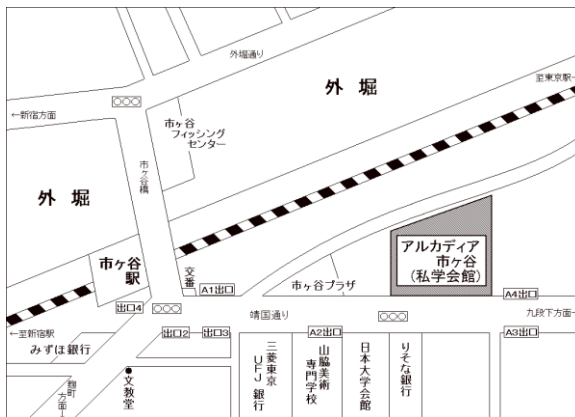 外堀通り
外 堀
至東京駅→
←新宿方面
市ヶ谷
フィッシング
センター
市ヶ谷橋
外 堀
アルカディア
市ヶ谷
(私学会館)
市ヶ谷
駅
交番
A1出口
市ヶ谷プラザ
A4出口
出口4
靖国通り
九段下方面→
←至新宿駅
出口2
出口3
A2出口
A3出口
みずほ銀行
麹町
方面→
文教堂
三菱東京
UFJ 銀行
山脇美術
専門学校
日本大学会館
りそな銀行